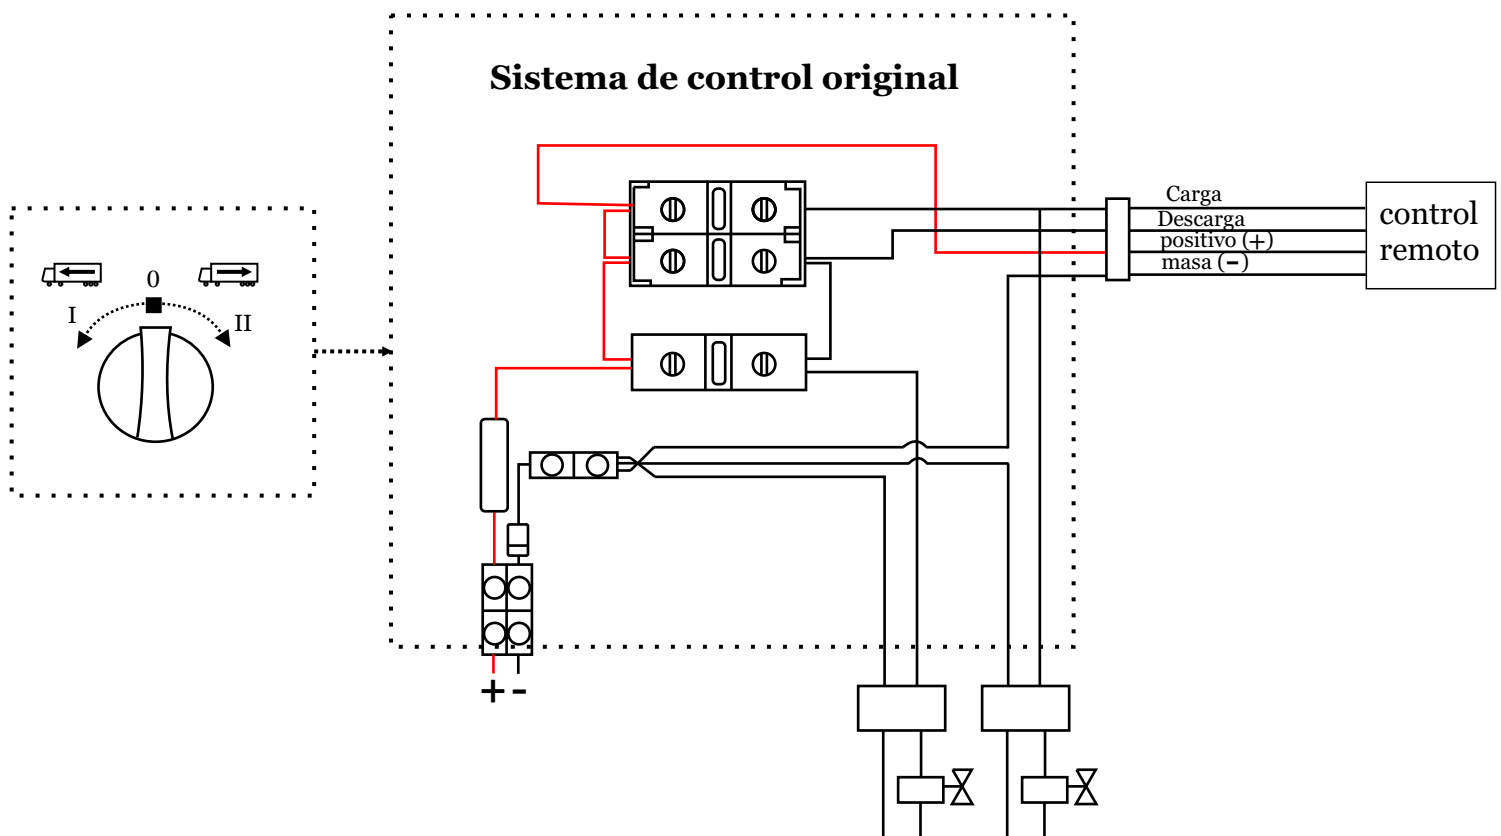 Sistema de control original
0
I
II
Carga
Descarga
positivo (+)
masa (-)
control
remoto
+ -